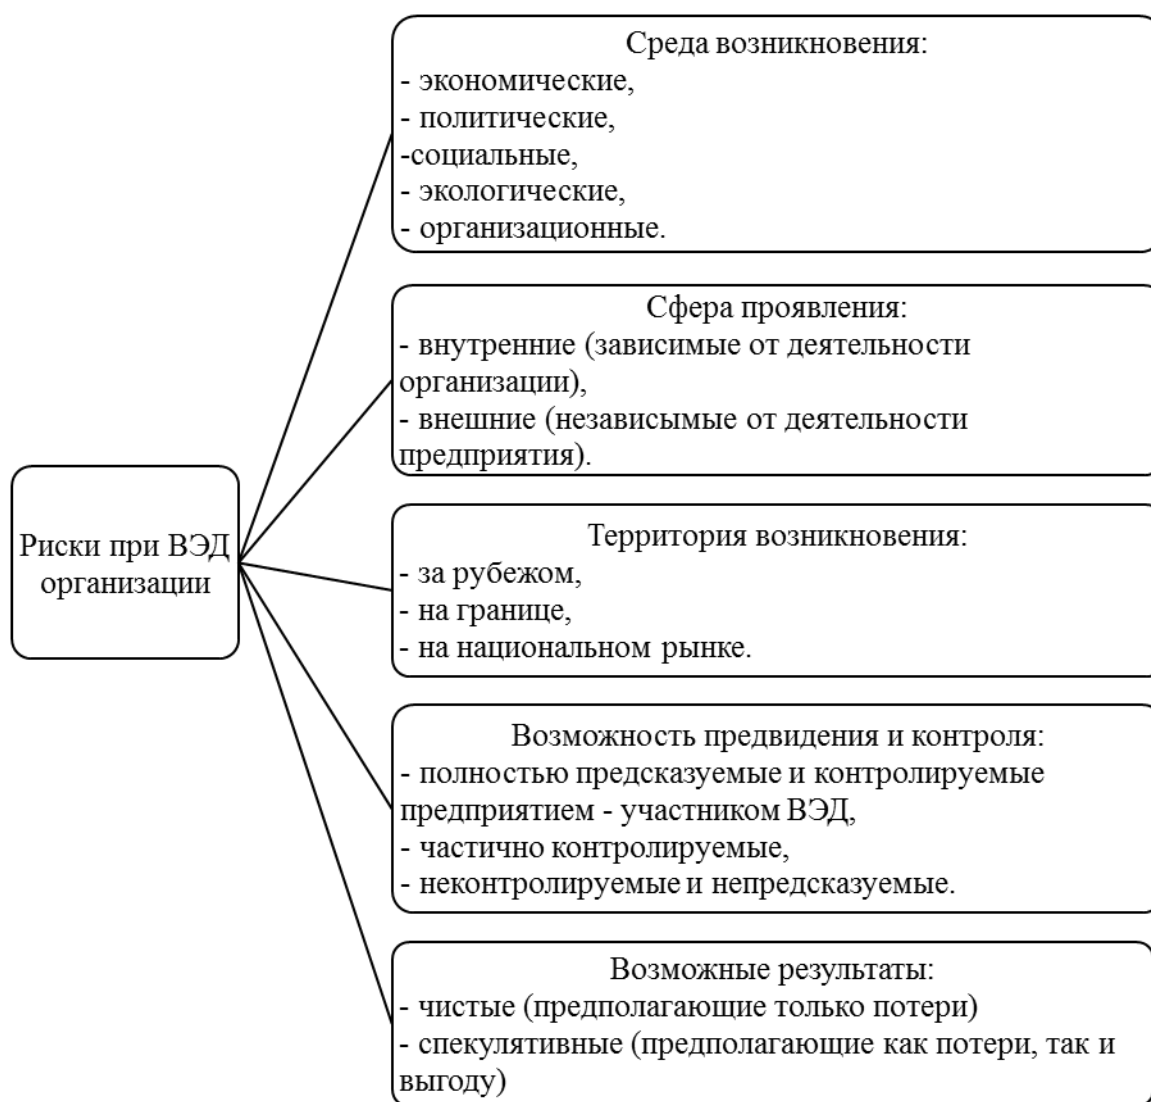 Среда возникновения:
- экономические,
- политические,
-социальные,
- экологические,
- организационные.
Сфера проявления:
- внутренние (зависимые от деятельности
организации),
- внешние (независымые от деятельности
предприятия).
Риски при ВЭД
организации
Территория возникновения:
- за рубежом,
- на границе,
- на национальном рынке.
Возможность предвидения и контроля:
- полностью предсказуемые и контролируемые
предприятием - участником ВЭД,
- частично контролируемые,
- неконтролируемые и непредсказуемые.
Возможные результаты:
- чистые (предполагающие только потери)
- спекулятивные (предполагающие как потери, так и
выгоду)